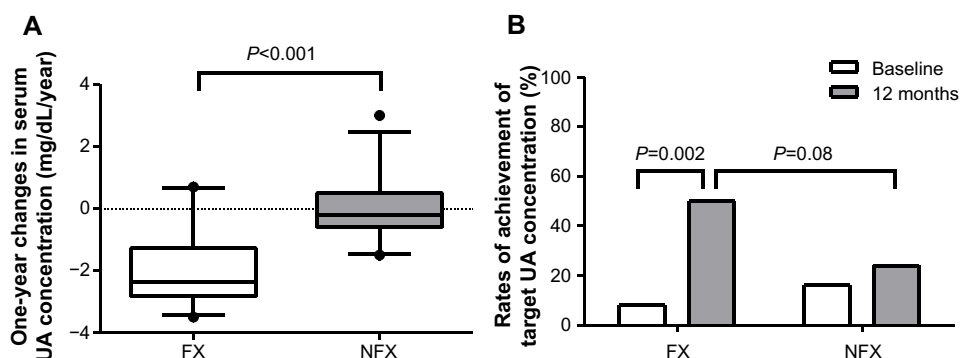 A
One-year changes in serum
UA concentration (mg/dL/year)
P<0.001
4
2
0
−2
−4
FX
NFX
B
Rates of achievement of
target UA concentration (%)
Baseline
12 months
P=0.002
P=0.08
100
80
60
40
20
0
FX
NFX